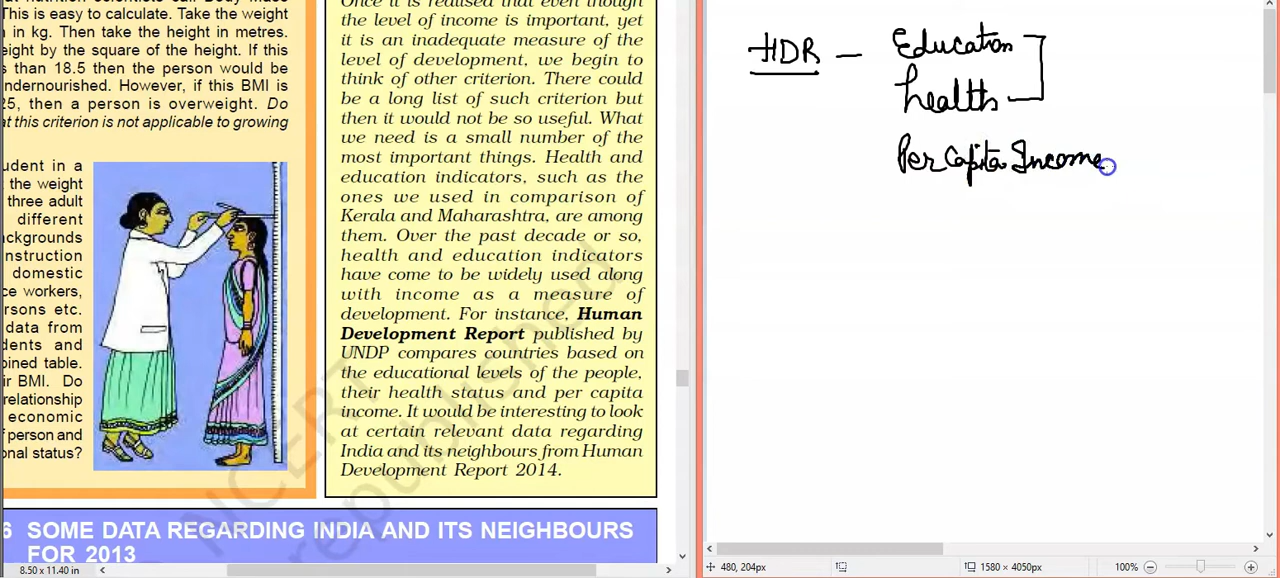 at nutrition scientists call Body Mass
This is easy to calculate. Take the weight
in kg. Then take the height in metres.
eight by the square of the height. If this
s than 18.5 then the person would be
ndernourished. However, if this BMI is
25, then a person is overweight. Do
at this criterion is not applicable to growing
udent in a
the weight
three adult
different
ackgrounds
nstruction
domestic
ce workers,
ersons etc.
data from
dents and
bined table.
ir BMI. Do
relationship
economic
f person and
onal status?
Once it is realised that even though
the level of income is important, yet
it is an inadequate measure of the
level of development, we begin to
think of other criterion. There could
be a long list of such criterion but
then it would not be so useful. What
we need is a small number of the
most important things. Health and
education indicators, such as the
ones we used in comparison of
Kerala and Maharashtra, are among
them. Over the past decade or so,
health and education indicators
have come to be widely used along
with income as a measure of
development. For instance, Human
Development Report published by
UNDP compares countries based on
the educational levels of the people,
their health status and per capita
income. It would be interesting to look
at certain relevant data regarding
India and its neighbours from Human
Development Report 2014.
NCERT
republished
6 SOME DATA REGARDING INDIA AND ITS NEIGHBOURS
FOR 2013
8.50 x 11.40 in
HDR — Education
health
Per Capita Income
480, 204px
1580 × 4050px
100%